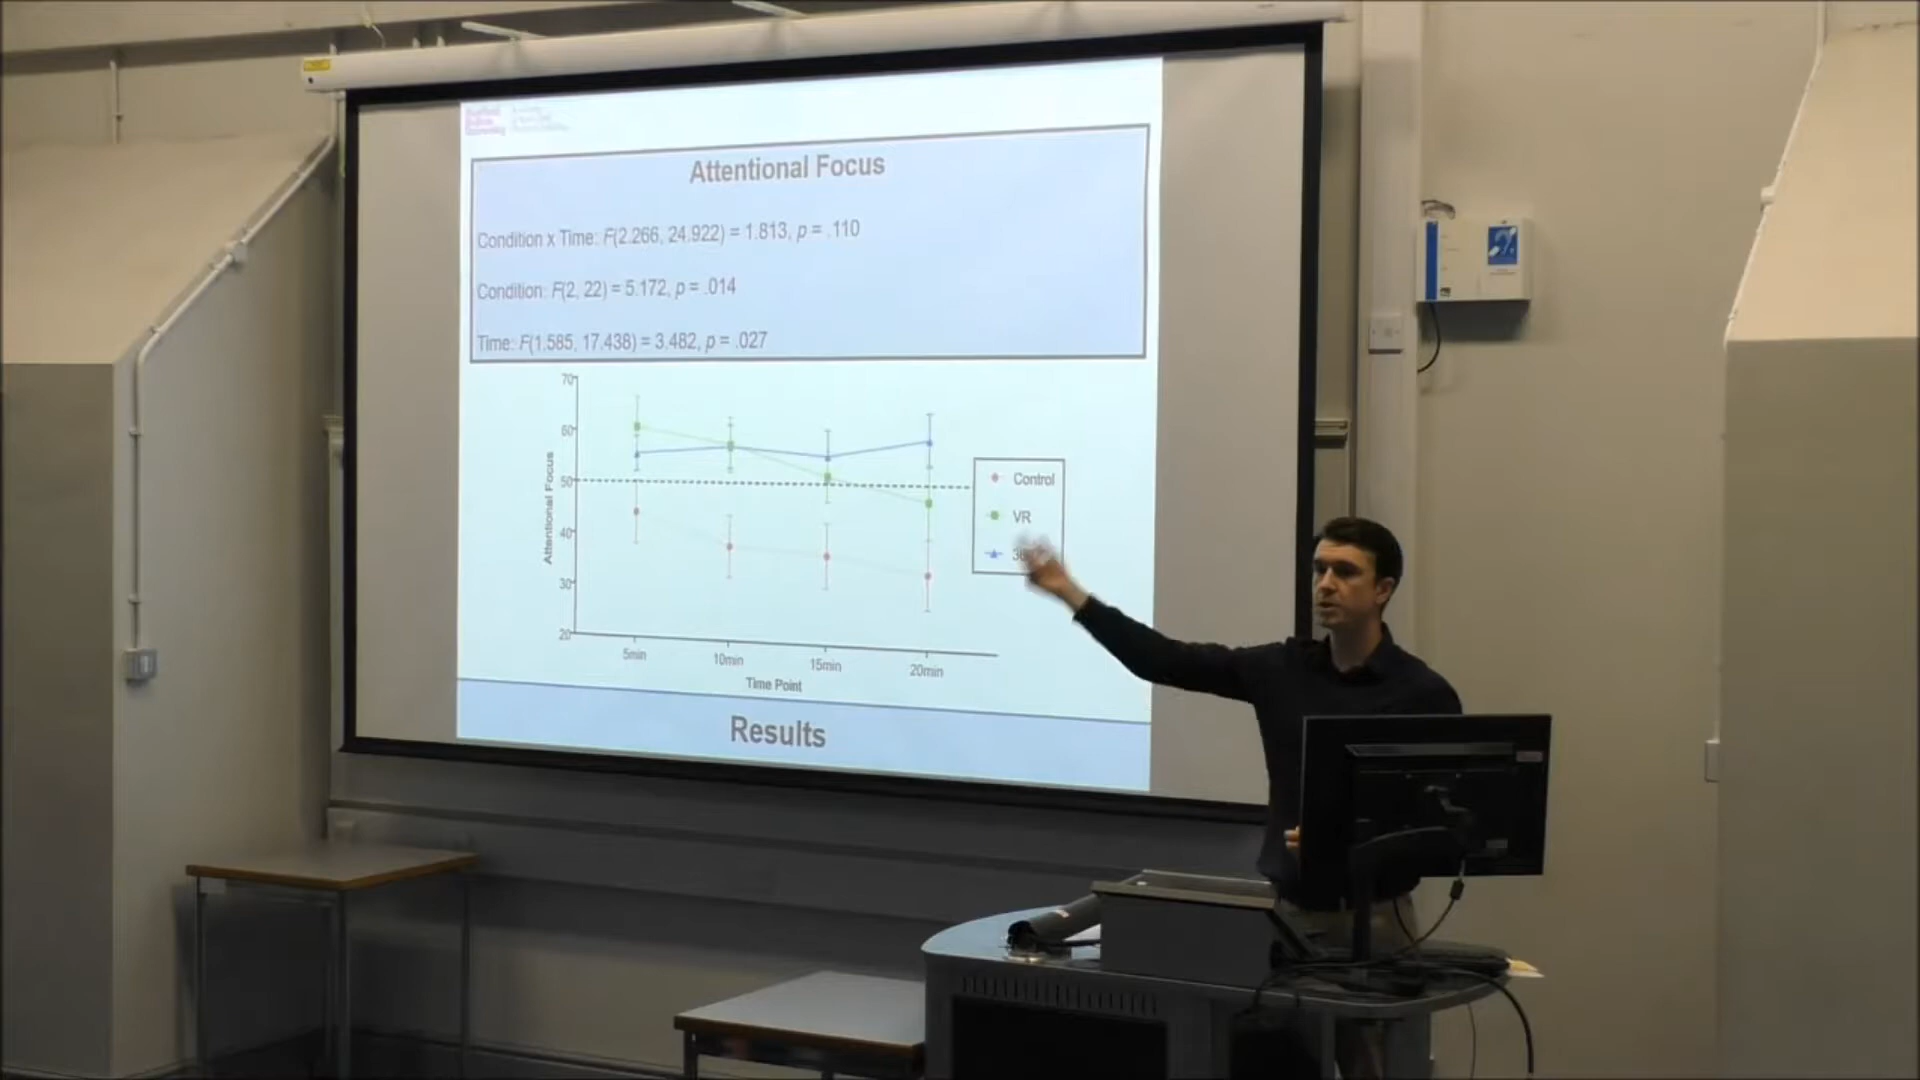 Attentional Focus
Condition x Time: F(2.266, 24.922) = 1.813, p = .110
Condition: F(2, 22) = 5.172, p = .014
Time: F(1.585, 17.438) = 3.482, p = .027
70
60
50
40
30
20
Attentional Focus
5min
10min
15min
20min
Time Point
Control
VR
Results